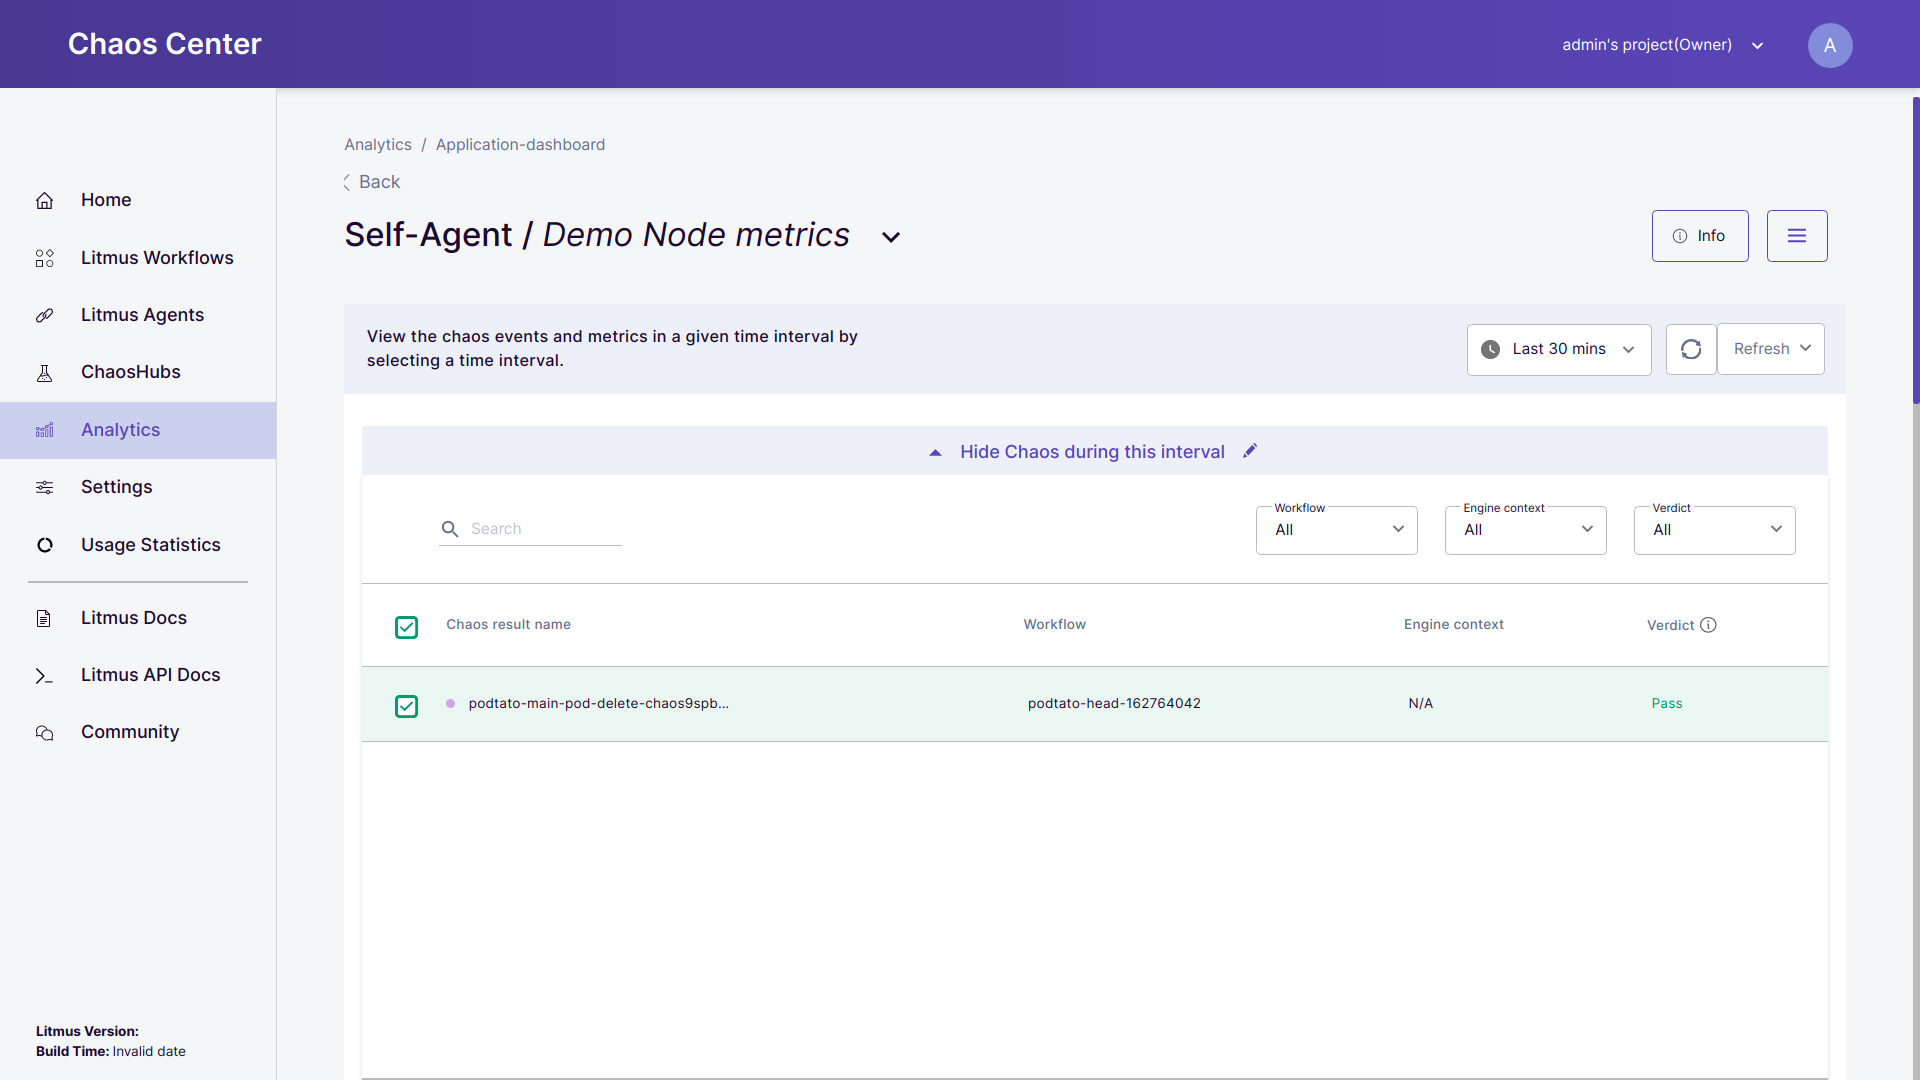 Chaos Center
admin's project(Owner)
A
Home
Litmus Workflows
Litmus Agents
ChaosHubs
Analytics
Settings
Usage Statistics
Litmus Docs
Litmus API Docs
Community
Litmus Version:
Build Time: Invalid date
Analytics / Application-dashboard
Back
Self-Agent / Demo Node metrics
Info
View the chaos events and metrics in a given time interval by
selecting a time interval.
Last 30 mins
Refresh
Hide Chaos during this interval
Search
Workflow
All
Engine context
All
Verdict
All
Chaos result name Workflow Engine context Verdict
podtato-main-pod-delete-chaos9spb... podtato-head-162764042 N/A Pass